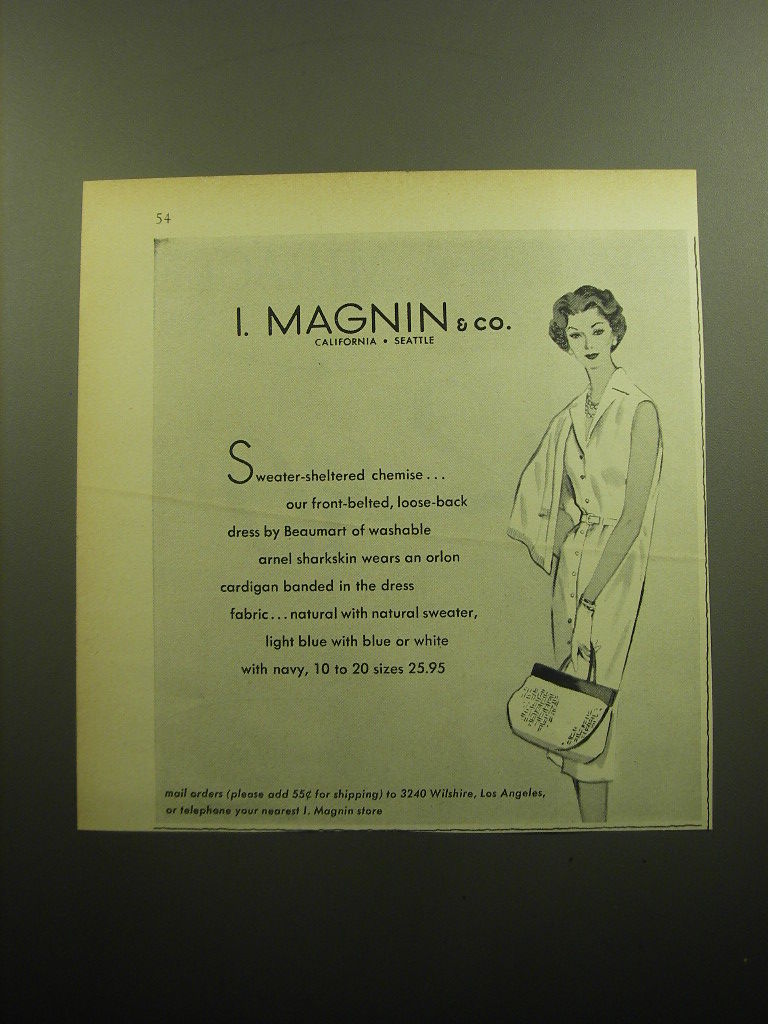 54
I. MAGNIN & CO.
CALIFORNIA • SEATTLE
Sweater-sheltered chemise...
our front-belted, loose-back
dress by Beaumart of washable
arnel sharkskin wears an orlon
cardigan banded in the dress
fabric... natural with natural sweater,
light blue with blue or white
with navy, 10 to 20 sizes 25.95
mail orders (please add 55¢ for shipping) to 3240 Wilshire, Los Angeles,
or telephone your nearest I. Magnin store